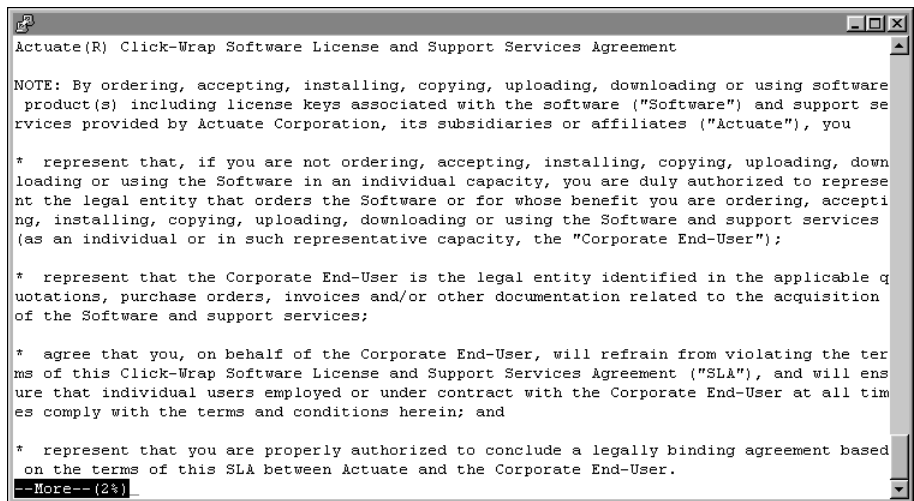 Actuate(R) Click-Wrap Software License and Support Services Agreement
NOTE: By ordering, accepting, installing, copying, uploading, downloading or using software
 product(s) including license keys associated with the software ("Software") and support se
rvices provided by Actuate Corporation, its subsidiaries or affiliates ("Actuate"), you
*  represent that, if you are not ordering, accepting, installing, copying, uploading, down
loading or using the Software in an individual capacity, you are duly authorized to represe
nt the legal entity that orders the Software or for whose benefit you are ordering, accepti
ng, installing, copying, uploading, downloading or using the Software and support services
(as an individual or in such representative capacity, the "Corporate End-User");
*  represent that the Corporate End-User is the legal entity identified in the applicable q
uotations, purchase orders, invoices and/or other documentation related to the acquisition
of the Software and support services;
*  agree that you, on behalf of the Corporate End-User, will refrain from violating the ter
ms of this Click-Wrap Software License and Support Services Agreement ("SLA"), and will ens
ure that individual users employed or under contract with the Corporate End-User at all tim
es comply with the terms and conditions herein; and
*  represent that you are properly authorized to conclude a legally binding agreement based
 on the terms of this SLA between Actuate and the Corporate End-User.
--More--(2%)